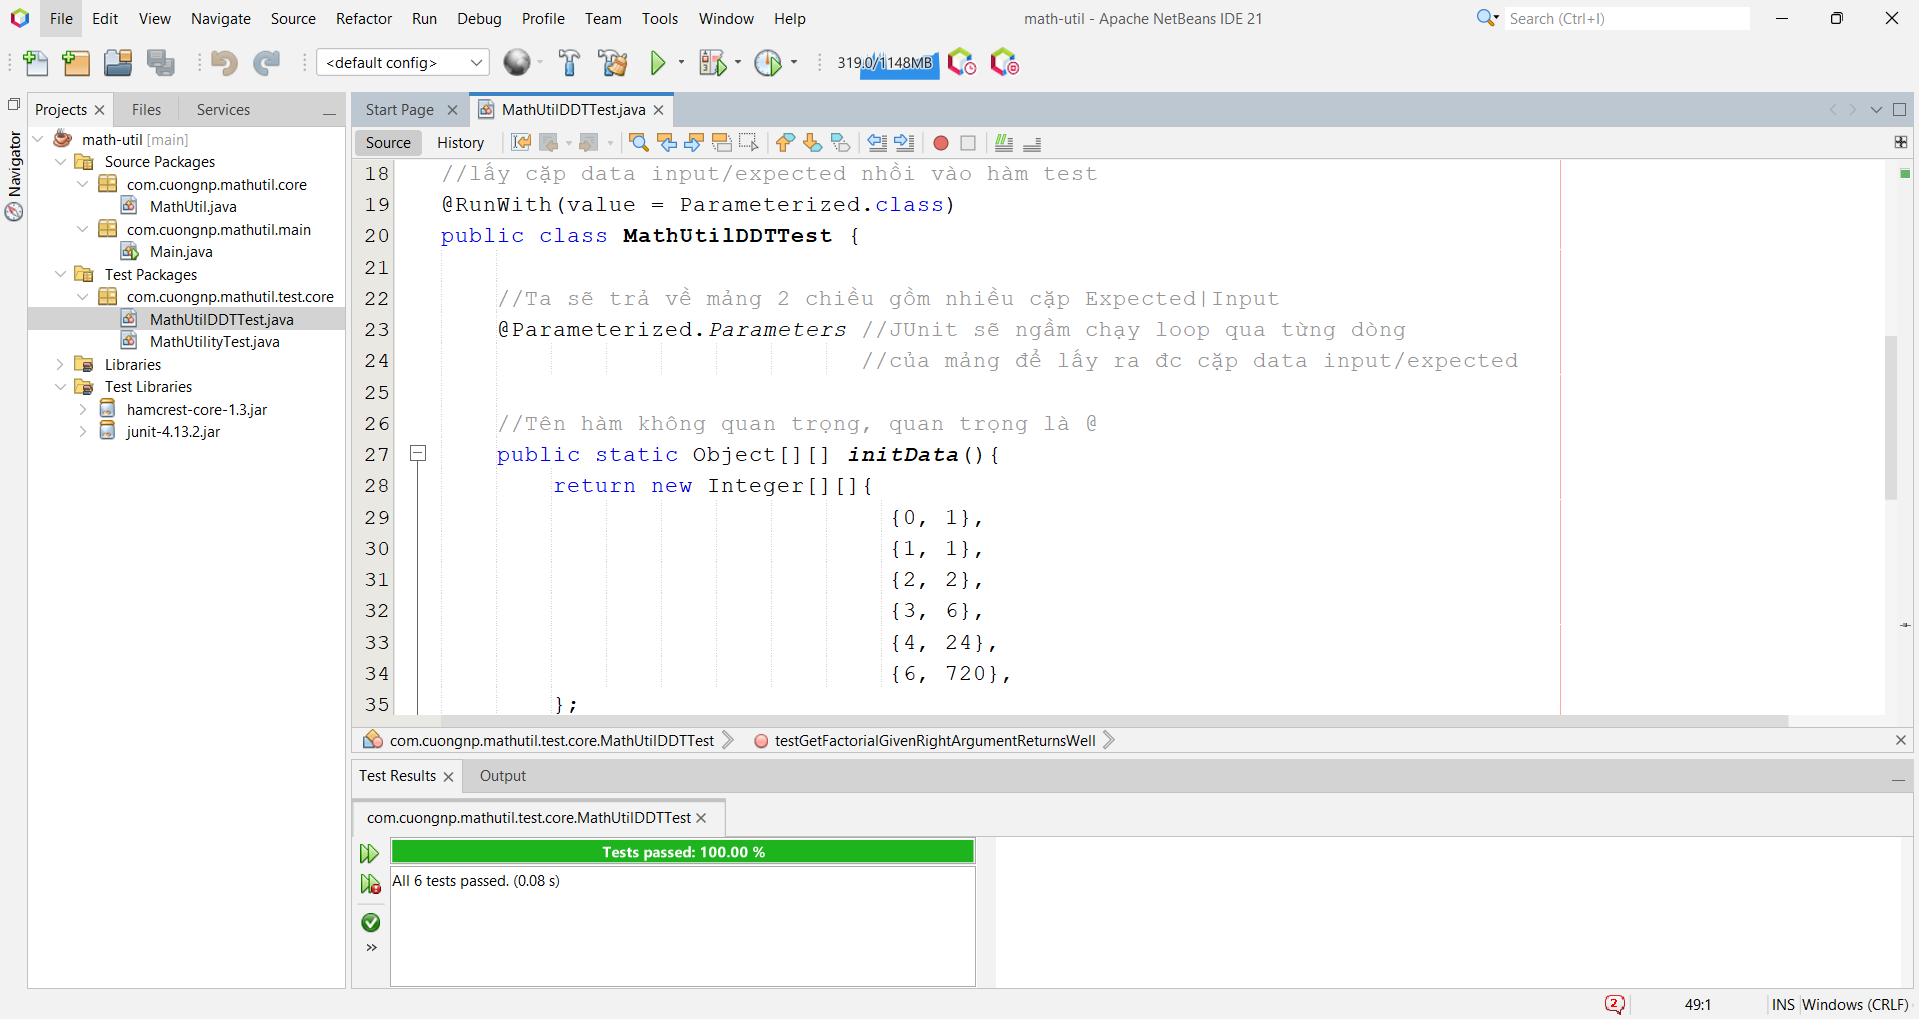 File Edit View Navigate Source Refactor Run Debug Profile Team Tools Window Help
math-util - Apache NetBeans IDE 21
Search (Ctrl+I)
<default config>
319.0/1148MB
Projects Files Services
Navigator
math-util [main]
Source Packages
com.cuongnp.mathutil.core
MathUtil.java
com.cuongnp.mathutil.main
Main.java
Test Packages
com.cuongnp.mathutil.test.core
MathUtilDDTTest.java
MathUtilityTest.java
Libraries
Test Libraries
hamcrest-core-1.3.jar
junit-4.13.2.jar
Start Page MathUtilDDTTest.java
Source History
18 //lấy cặp data input/expected nhồi vào hàm test
19 @RunWith(value = Parameterized.class)
20 public class MathUtilDDTTest {
21
22 //Ta sẽ trả về mảng 2 chiều gồm nhiều cặp Expected|Input
23 @Parameterized.Parameters //JUnit sẽ ngầm chạy loop qua từng dòng
24 //của mảng để lấy ra đc cặp data input/expected
25
26 //Tên hàm không quan trọng, quan trọng là @
27 public static Object[][] initData(){
28 return new Integer[][]{
29 {0, 1},
30 {1, 1},
31 {2, 2},
32 {3, 6},
33 {4, 24},
34 {6, 720},
35 };
com.cuongnp.mathutil.test.core.MathUtilDDTTest testGetFactorialGivenRightArgumentReturnsWell
Test Results Output
com.cuongnp.mathutil.test.core.MathUtilDDTTest
Tests passed: 100.00 %
All 6 tests passed. (0.08 s)
2 49:1 INS Windows (CRLF)